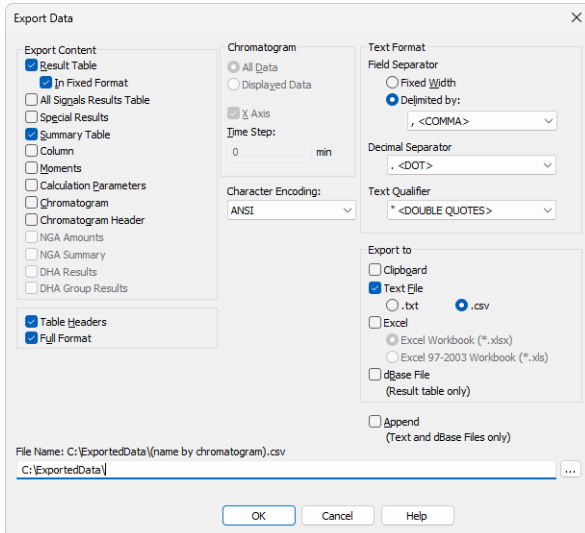 Export Data
Export Content
Result Table
In Fixed Format
All Signals Results Table
Special Results
Summary Table
Column
Moments
Calculation Parameters
Chromatogram
Chromatogram Header
NGA Amounts
NGA Summary
DHA Results
DHA Group Results
Table Headers
Full Format
Chromatogram
All Data
Displayed Data
X Axis
Time Step:
0 min
Character Encoding:
ANSI
Text Format
Field Separator
Fixed Width
Delimited by:
, <COMMA>
Decimal Separator
. <DOT>
Text Qualifier
" <DOUBLE QUOTES>
Export to
Clipboard
Text File
.txt .csv
Excel
Excel Workbook (*.xlsx)
Excel 97-2003 Workbook (*.xls)
dBase File
(Result table only)
Append
(Text and dBase Files only)
File Name: C:\ExportedData\(name by chromatogram).csv
C:\ExportedData\
...
OK Cancel Help